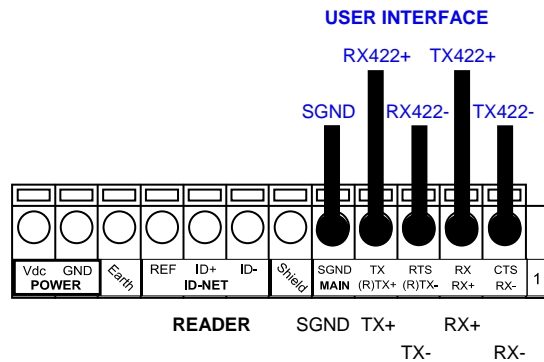 USER INTERFACE
RX422+ TX422+
SGND RX422- TX422-
Vdc GND Earth REF ID+ ID- Shield SGND TX RTS RX CTS 1
POWER ID-NET MAIN (R)TX+ (R)TX- RX+ RX-
READER SGND TX+ RX+
TX- RX-